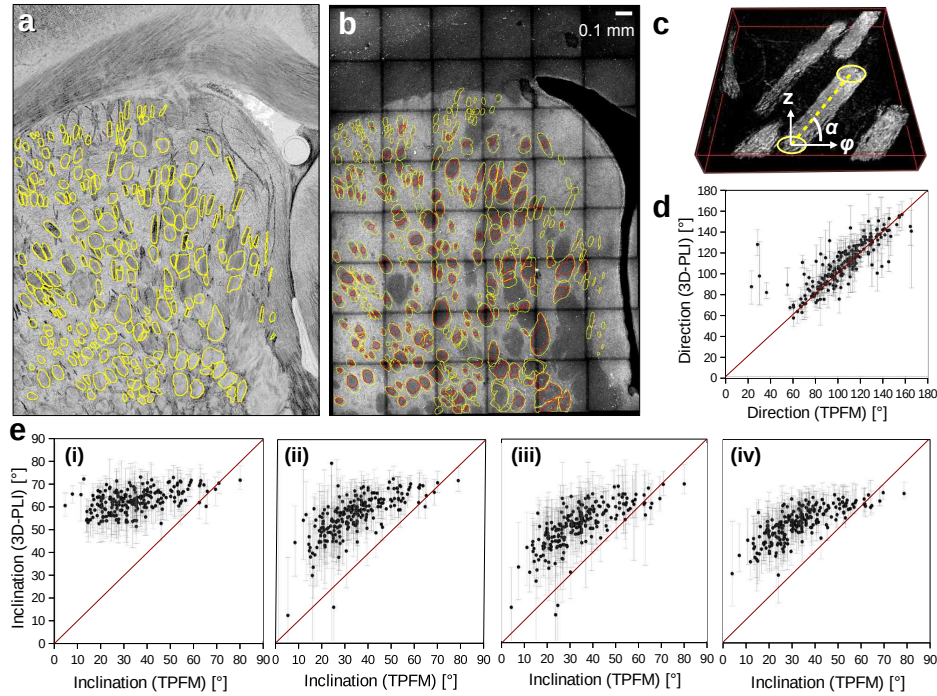 a
b
0.1 mm
c
z
α
φ
d
180
160
140
120
100
80
60
40
20
0
Direction (3D-PLI) [°]
0 20 40 60 80 100 120 140 160 180
Direction (TPFM) [°]
e
90
80
70
60
50
40
30
20
10
0
Inclination (3D-PLI) [°]
(i)
0 10 20 30 40 50 60 70 80 90
Inclination (TPFM) [°]
(ii)
0 10 20 30 40 50 60 70 80 90
Inclination (TPFM) [°]
(iii)
0 10 20 30 40 50 60 70 80 90
Inclination (TPFM) [°]
(iv)
0 10 20 30 40 50 60 70 80 90
Inclination (TPFM) [°]